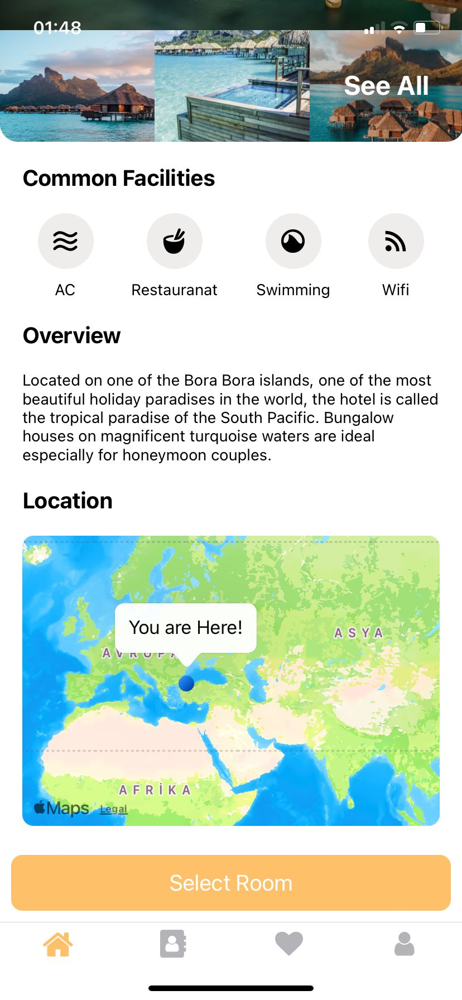 01:48
See All
Common Facilities
AC
Restauranat
Swimming
Wifi
Overview
Located on one of the Bora Bora islands, one of the most
beautiful holiday paradises in the world, the hotel is called
the tropical paradise of the South Pacific. Bungalow
houses on magnificent turquoise waters are ideal
especially for honeymoon couples.
Location
ASYA
You are Here!
AVRUPA
AFRİKA
Maps Legal
Select Room